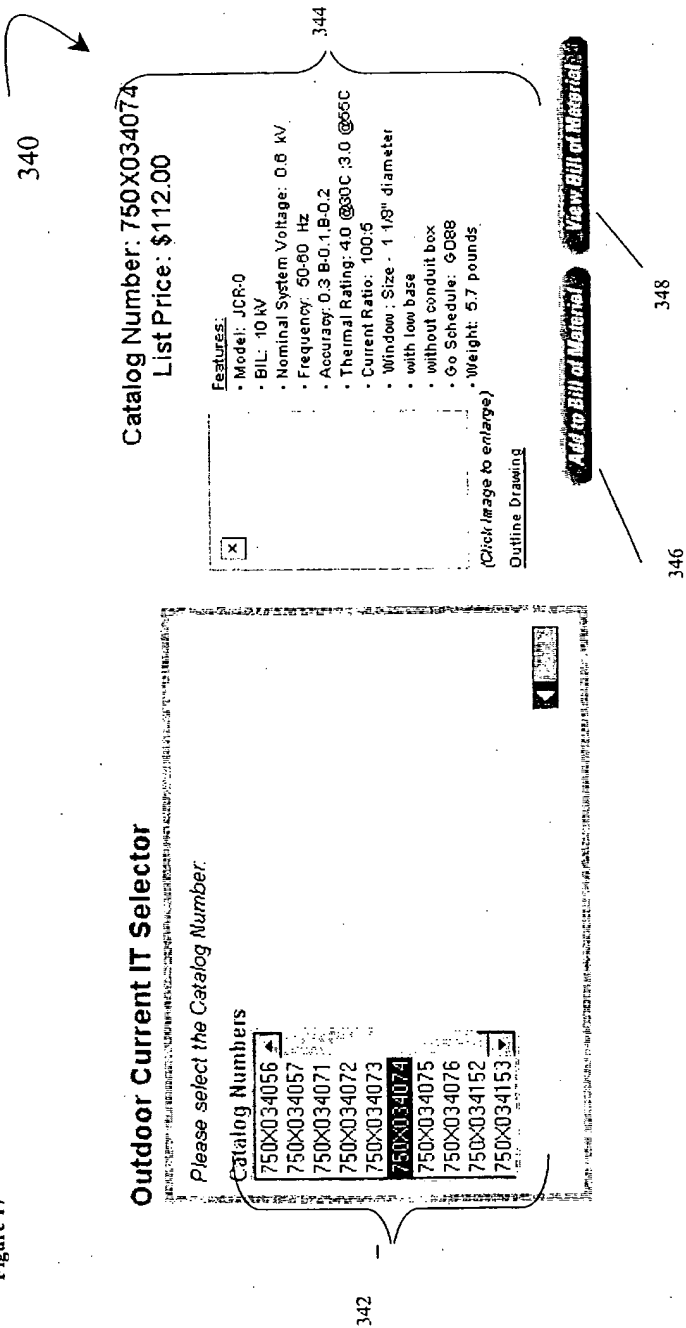 Figure 17
340
Outdoor Current IT Selector
Please select the Catalog Number:
Catalog Numbers
750X034056
750X034057
750X034071
750X034072
750X034073
750X034074
750X034075
750X034076
750X034152
750X034153
342
Catalog Number: 750X034074
List Price: $112.00
Features:
• Model: JCR-0
• BIL: 10 kV
• Nominal System Voltage: 0.6 kV
• Frequency: 50-60 Hz
• Accuracy: 0.3 B-0.1,B-0.2
• Thermal Rating: 4.0 @30C ;3.0 @55C
• Current Ratio: 100:5
• Window : Size - 1 1/8" diameter
• with low base
• without conduit box
• Go Schedule: GO88
• Weight: 5.7 pounds
(Click Image to enlarge)
Outline Drawing
344
Add to Bill of Material
View Bill of Material
346
348